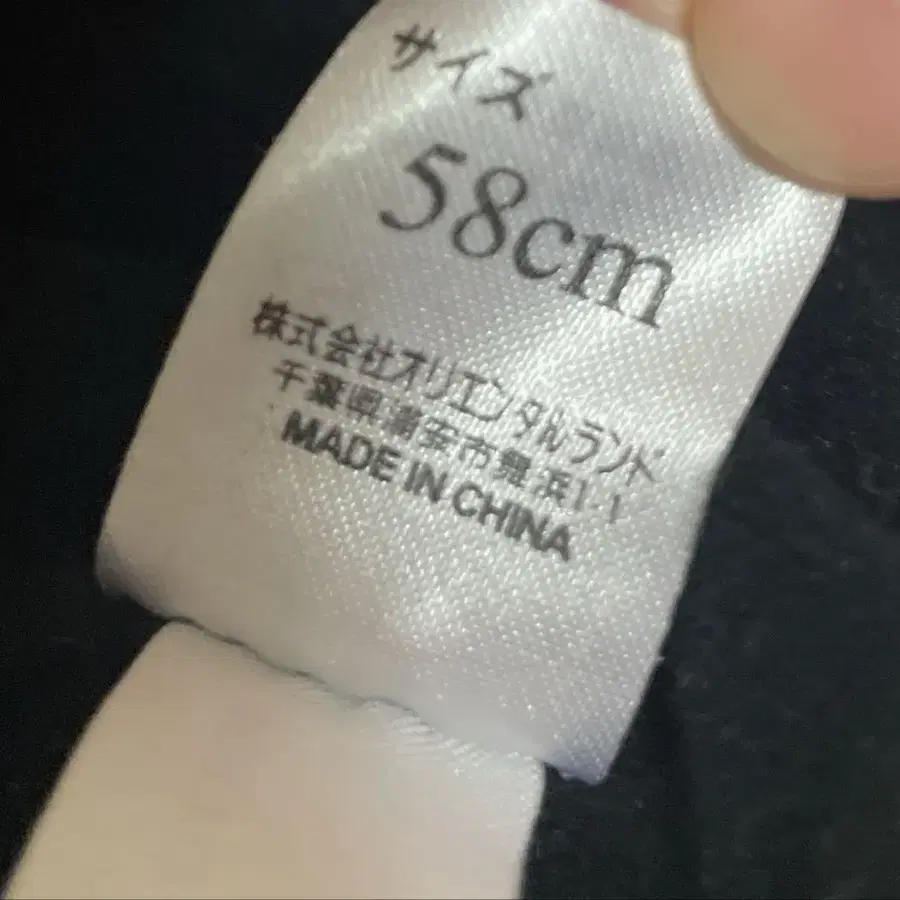 サイズ
58cm
株式会社オリエンタルランド
千葉県浦安市舞浜1-1
MADE IN CHINA